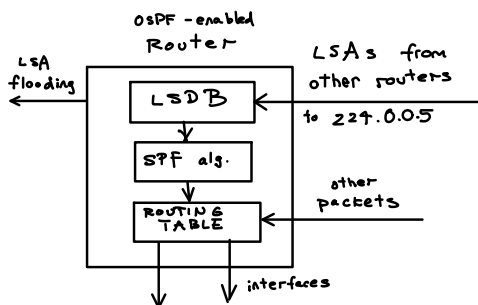 OSPF-enabled
Router
LSA
flooding
LSAs from
other routers
to 224.0.0.5
LSDB
SPF alg.
other
packets
ROUTING
TABLE
interfaces